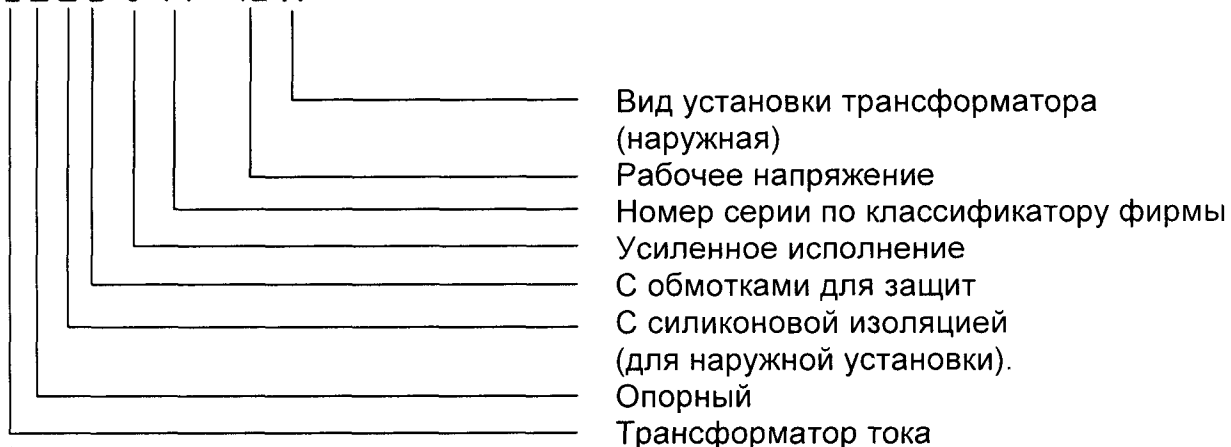 Вид установки трансформатора
(наружная)
Рабочее напряжение
Номер серии по классификатору фирмы
Усиленное исполнение
С обмотками для защит
С силиконовой изоляцией
(для наружной установки).
Опорный
Трансформатор тока